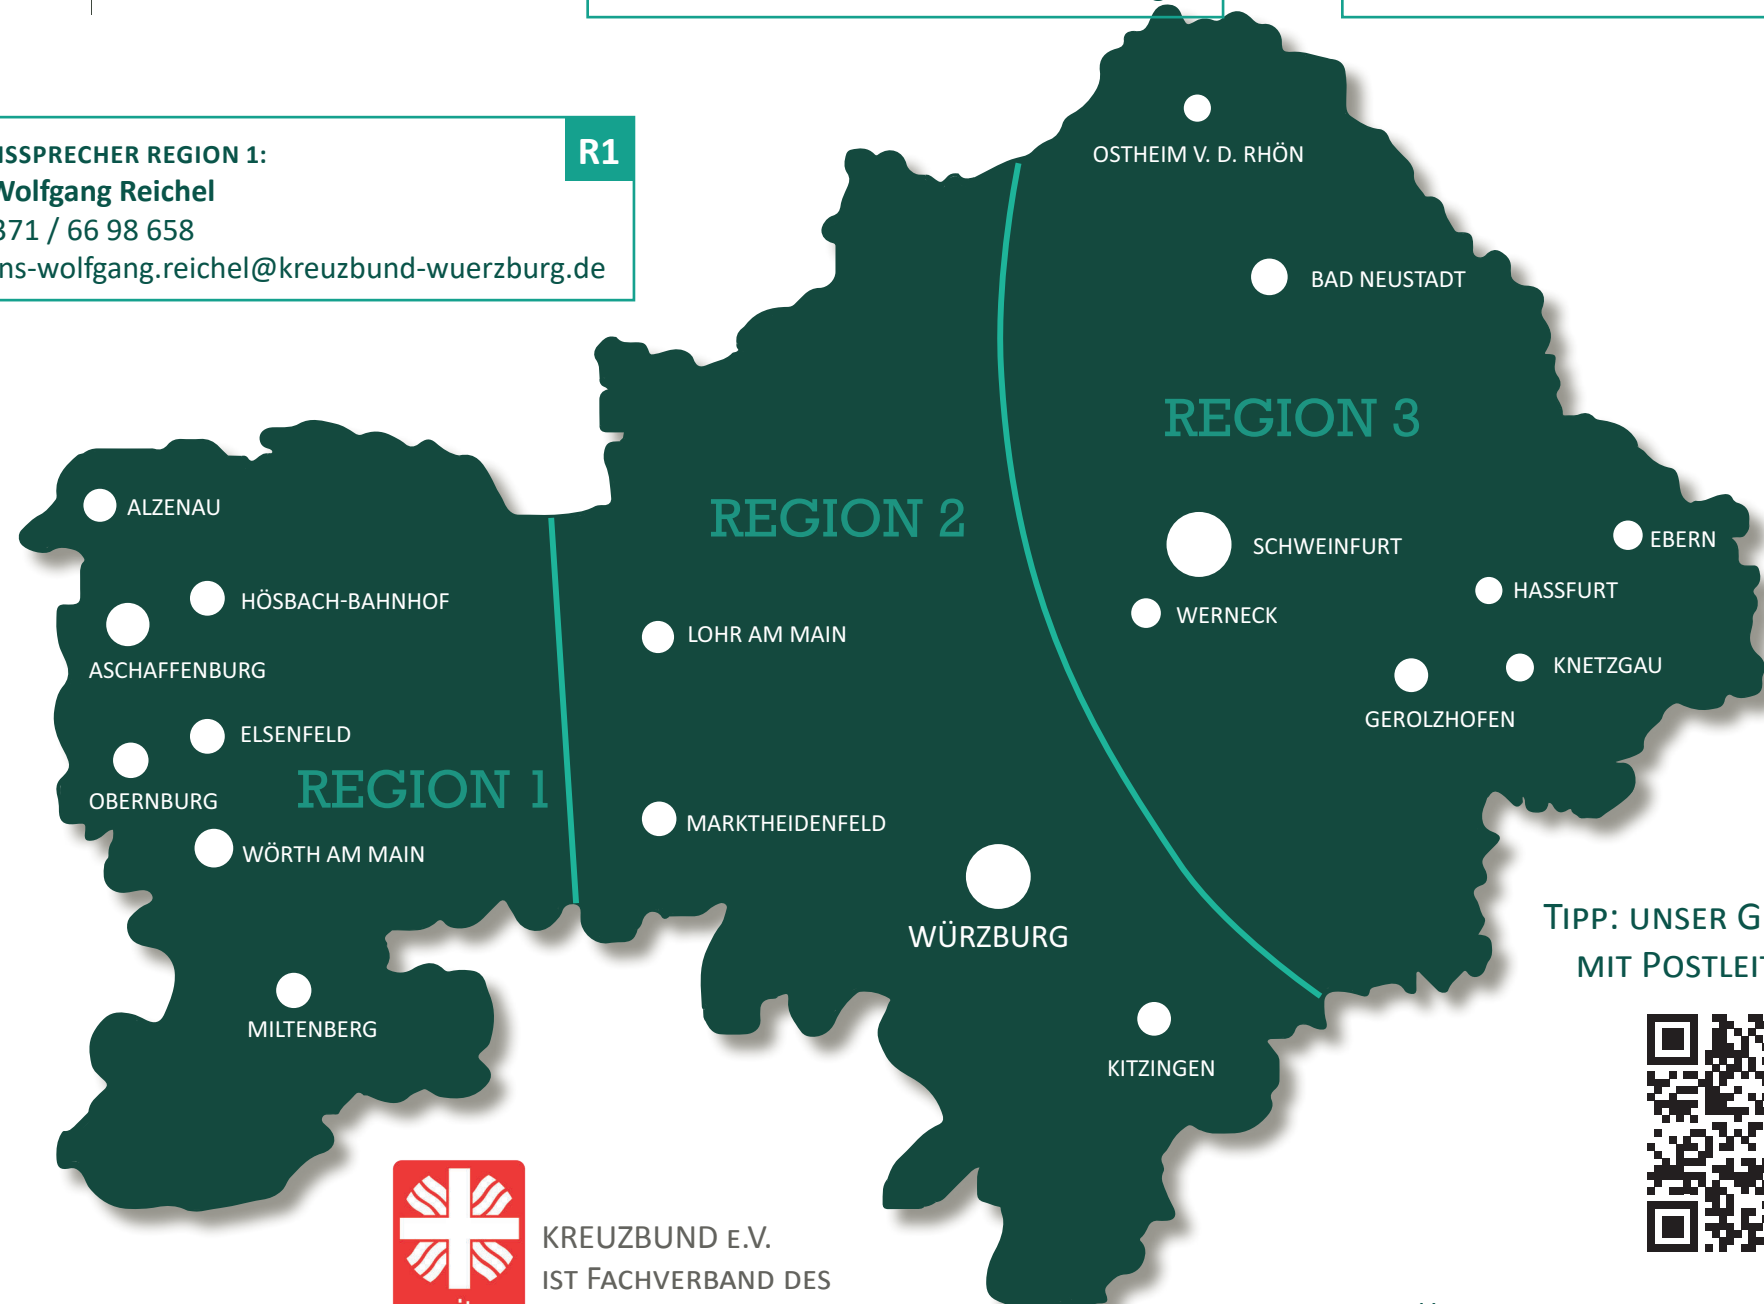 R1
REGION 1:
Wolfgang Reichel
371 / 66 98 658
ns-wolfgang.reichel@kreuzbund-wuerzburg.de
OSTHEIM V. D. RHÖN
BAD NEUSTADT
REGION 3
REGION 2
ALZENAU
SCHWEINFURT
EBERN
HÖSBACH-BAHNHOF
HASSFURT
WERNECK
LOHR AM MAIN
ASCHAFFENBURG
KNETZGAU
GEROLZHOFEN
ELSENFELD
REGION 1
OBERNBURG
MARKTHEIDENFELD
WÖRTH AM MAIN
WÜRZBURG
MILTENBERG
KITZINGEN
TIPP: UNSER G
MIT POSTLEIT
KREUZBUND E.V.
IST FACHVERBAND DES